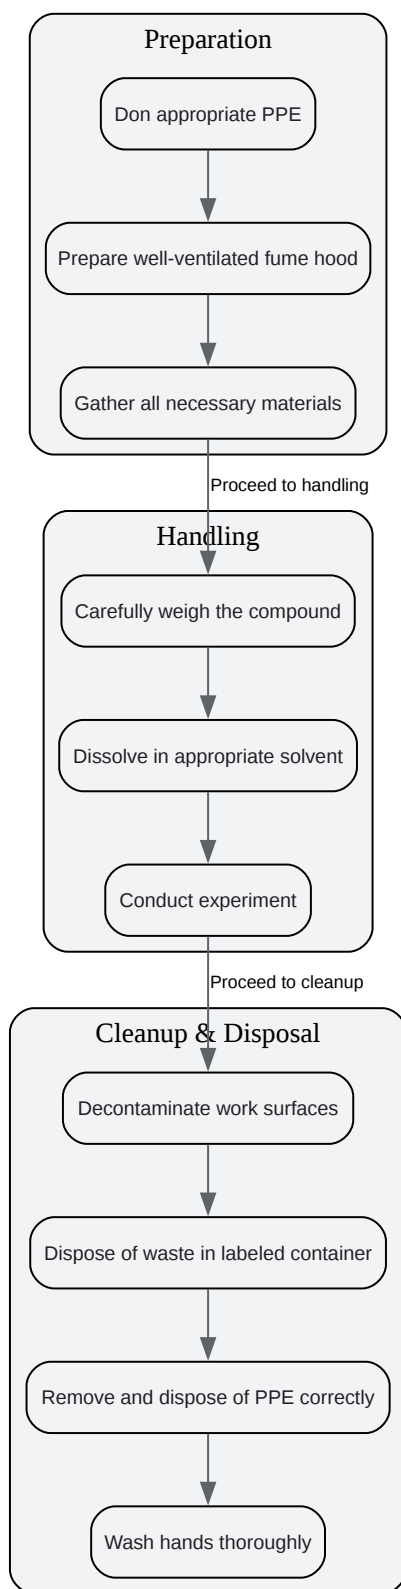 Preparation
Don appropriate PPE
Prepare well-ventilated fume hood
Gather all necessary materials
Proceed to handling
Handling
Carefully weigh the compound
Dissolve in appropriate solvent
Conduct experiment
Proceed to cleanup
Cleanup & Disposal
Decontaminate work surfaces
Dispose of waste in labeled container
Remove and dispose of PPE correctly
Wash hands thoroughly